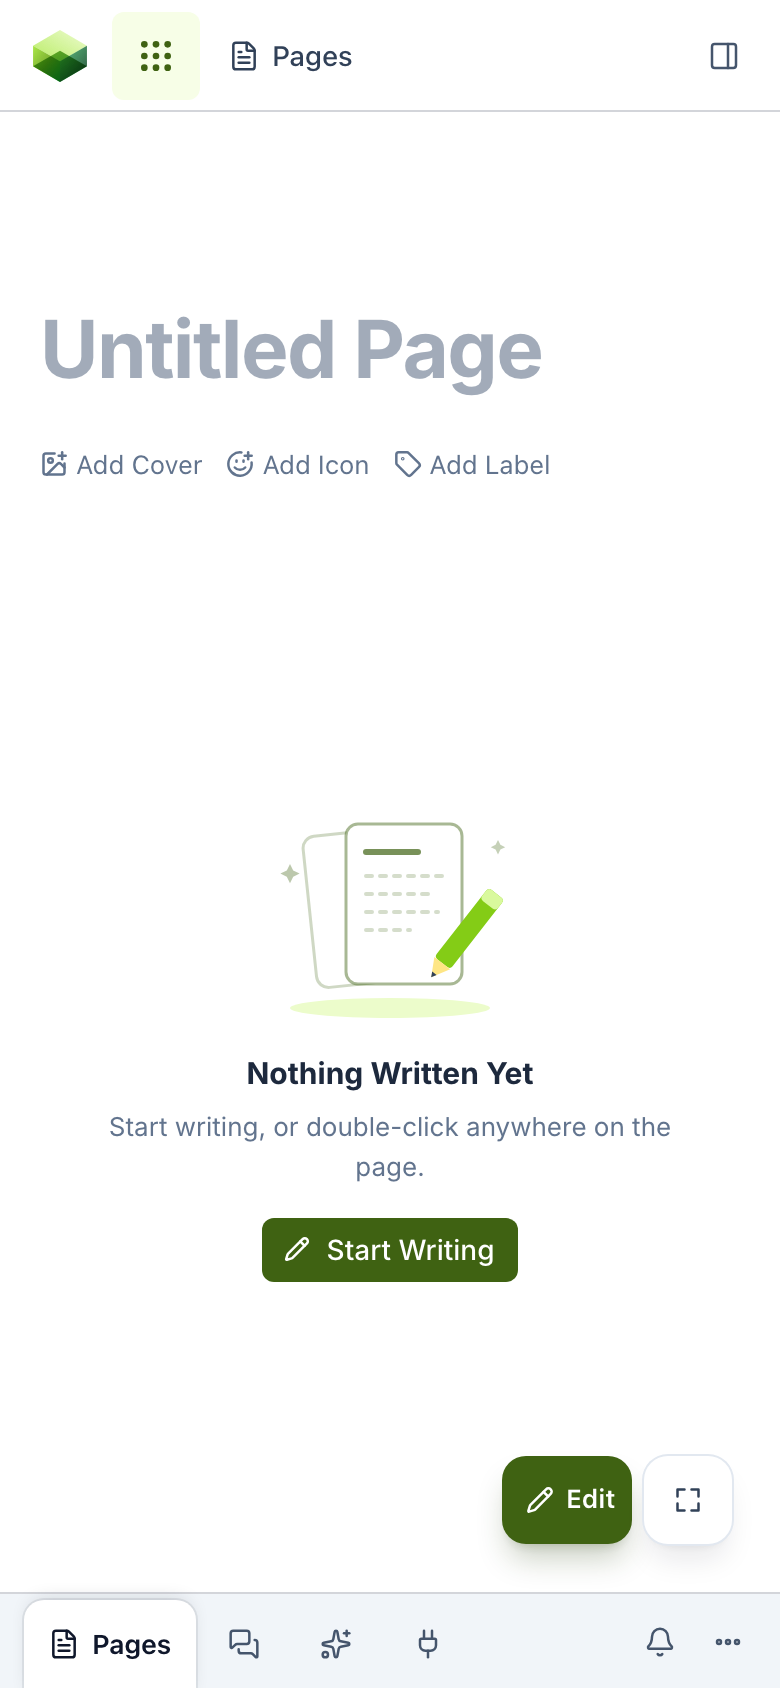 Pages
Untitled Page
Add Cover Add Icon Add Label
Nothing Written Yet
Start writing, or double-click anywhere on the
page.
Start Writing
Edit
Pages